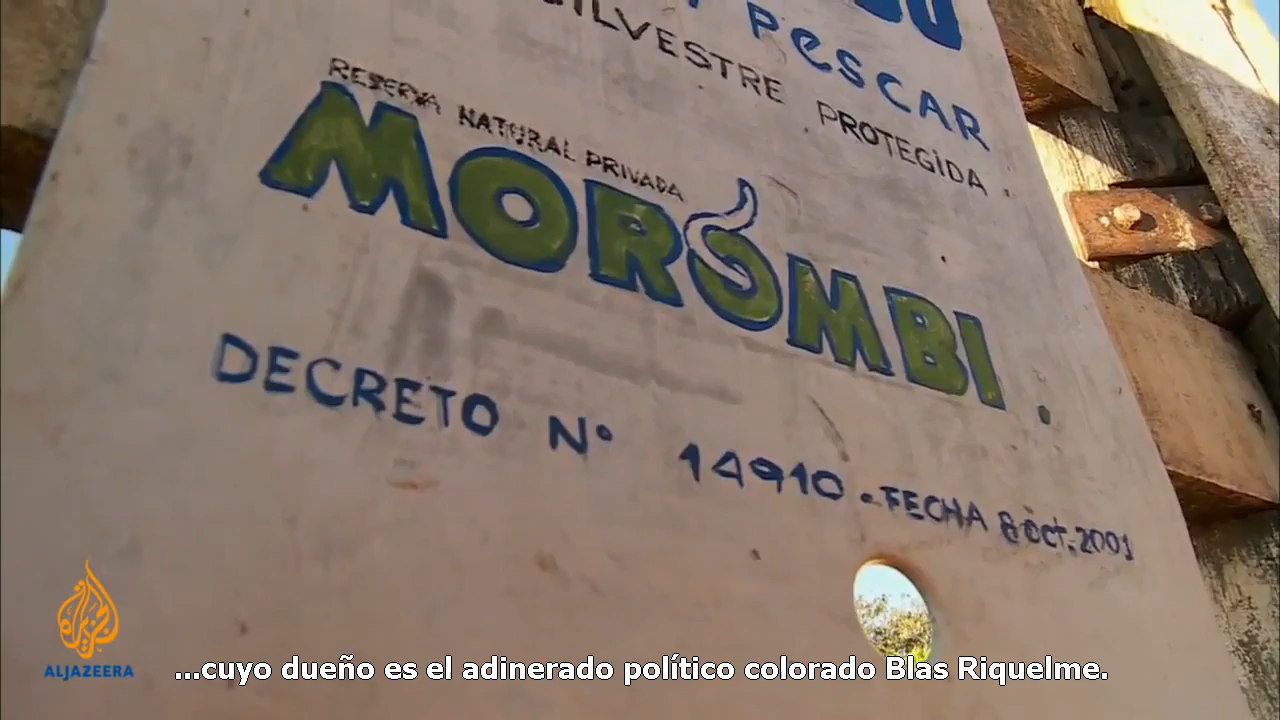 PESCAR
SILVESTRE PROTEGIDA.
RESERVA NATURAL PRIVADA
MOROMBI.
DECRETO Nº 14910.-FECHA 8 oct. 2001
ALJAZEERA
...cuyo dueño es el adinerado político colorado Blas Riquelme.